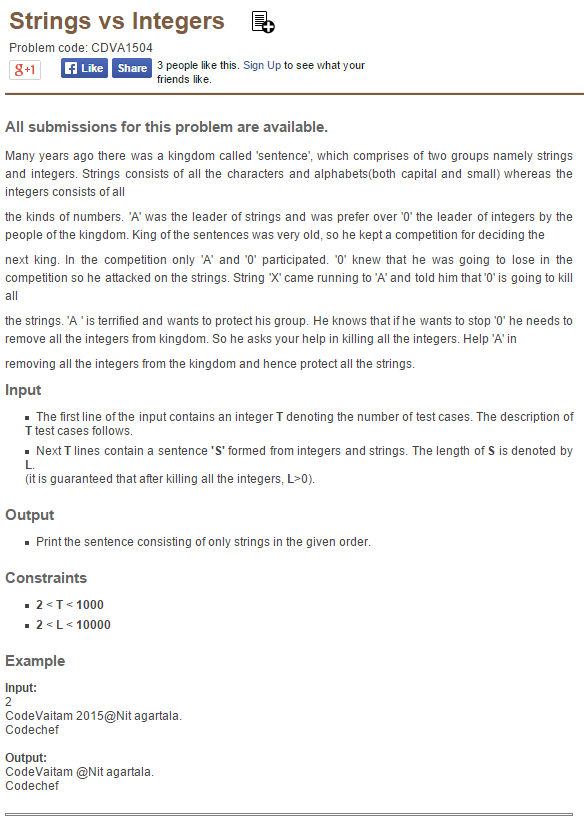 Strings vs Integers
Problem code: CDVA1504
g+1 Like Share 3 people like this. Sign Up to see what your
friends like.
All submissions for this problem are available.
Many years ago there was a kingdom called 'sentence', which comprises of two groups namely strings
and integers. Strings consists of all the characters and alphabets(both capital and small) whereas the
integers consists of all
the kinds of numbers. 'A' was the leader of strings and was prefer over '0' the leader of integers by the
people of the kingdom. King of the sentences was very old, so he kept a competition for deciding the
next king. In the competition only 'A' and '0' participated. '0' knew that he was going to lose in the
competition so he attacked on the strings. String 'X' came running to 'A' and told him that '0' is going to kill
all
the strings. 'A ' is terrified and wants to protect his group. He knows that if he wants to stop '0' he needs to
remove all the integers from kingdom. So he asks your help in killing all the integers. Help 'A' in
removing all the integers from the kingdom and hence protect all the strings.
Input
▪ The first line of the input contains an integer T denoting the number of test cases. The description of
T test cases follows.
▪ Next T lines contain a sentence 'S' formed from integers and strings. The length of S is denoted by
L.
(it is guaranteed that after killing all the integers, L>0).
Output
▪ Print the sentence consisting of only strings in the given order.
Constraints
▪ 2 < T < 1000
▪ 2 < L < 10000
Example
Input:
2
CodeVaitam 2015@Nit agartala.
Codechef
Output:
CodeVaitam @Nit agartala.
Codechef